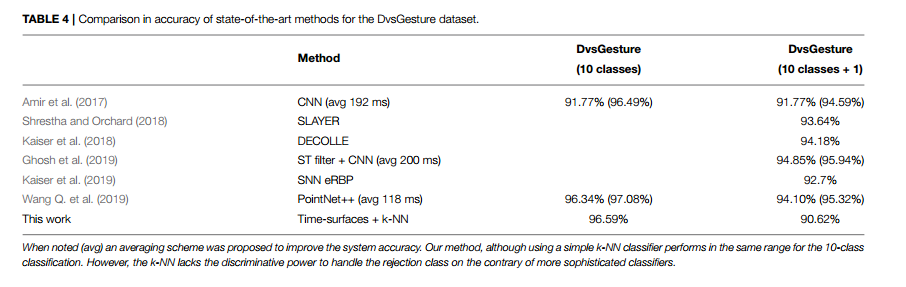 TABLE 4 | Comparison in accuracy of state-of-the-art methods for the DvsGesture dataset.
Method DvsGesture (10 classes) DvsGesture (10 classes + 1)
Amir et al. (2017) CNN (avg 192 ms) 91.77% (96.49%) 91.77% (94.59%)
Shrestha and Orchard (2018) SLAYER 93.64%
Kaiser et al. (2018) DECOLLE 94.18%
Ghosh et al. (2019) ST filter + CNN (avg 200 ms) 94.85% (95.94%)
Kaiser et al. (2019) SNN eRBP 92.7%
Wang Q. et al. (2019) PointNet++ (avg 118 ms) 96.34% (97.08%) 94.10% (95.32%)
This work Time-surfaces + k-NN 96.59% 90.62%
When noted (avg) an averaging scheme was proposed to improve the system accuracy. Our method, although using a simple k-NN classifier performs in the same range for the 10-class
classification. However, the k-NN lacks the discriminative power to handle the rejection class on the contrary of more sophisticated classifiers.